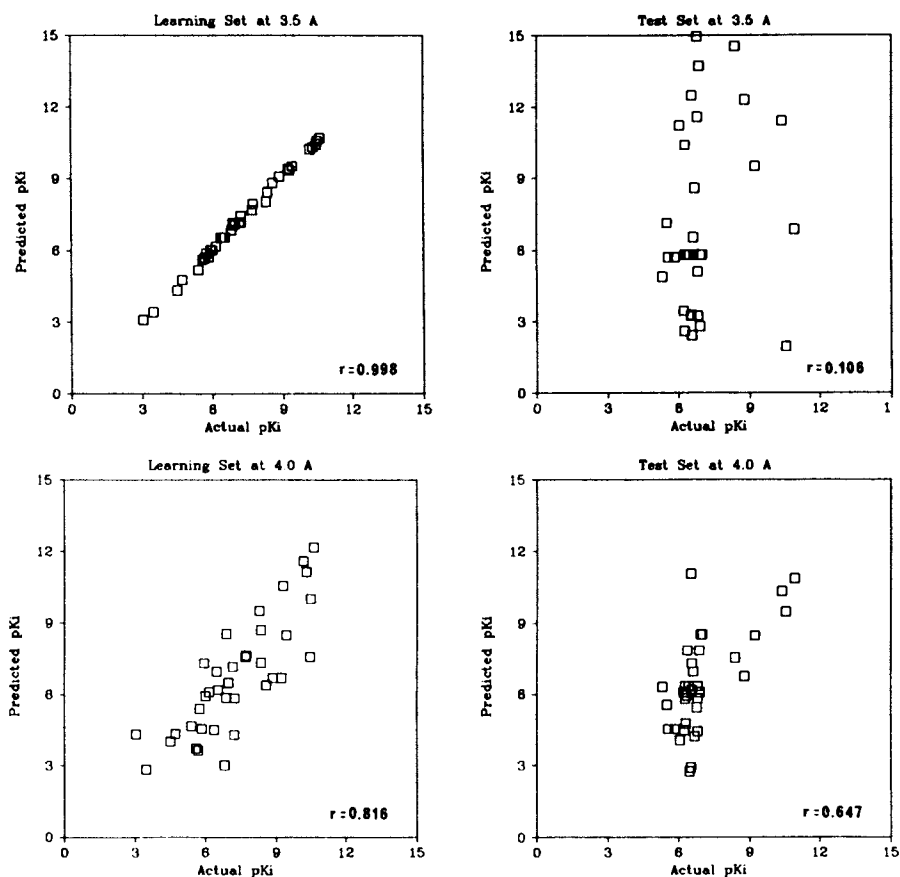 Learning Set at 3.5 A
15
12
9
6
3
0
Predicted pKi
r=0.998
0 3 6 9 12 15
Actual pKi
Test Set at 3.5 A
15
12
9
6
3
0
Predicted pKi
r=0.106
0 3 6 9 12 1
Actual pKi
Learning Set at 4.0 A
15
12
9
6
3
0
Predicted pKi
r=0.816
0 3 6 9 12 15
Actual pKi
Test Set at 4.0 A
15
12
9
6
3
0
Predicted pKi
r=0.647
0 3 6 9 12 15
Actual pKi